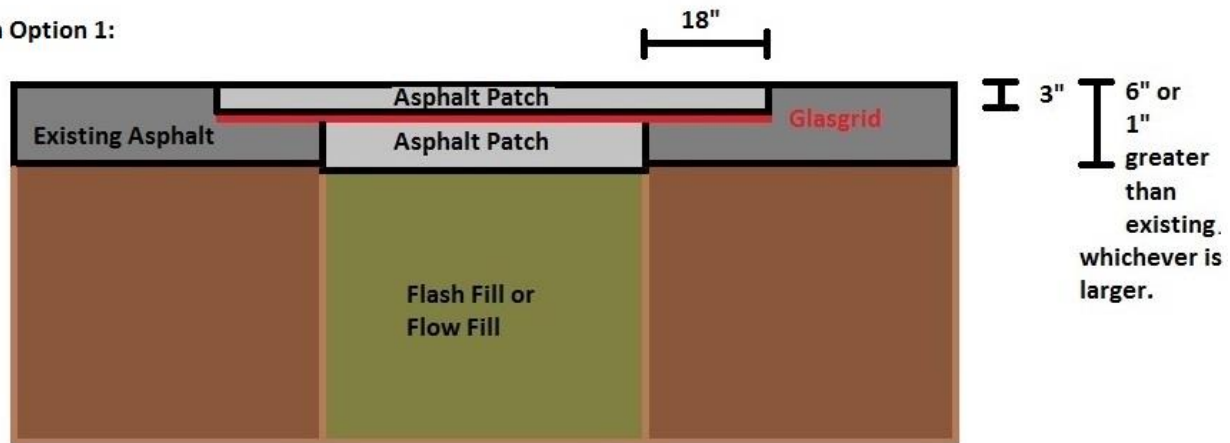 Option 1:
18"
Asphalt Patch
3"
6" or
1"
greater
than
existing.
whichever is
larger.
Glasgrid
Existing Asphalt
Asphalt Patch
Flash Fill or
Flow Fill